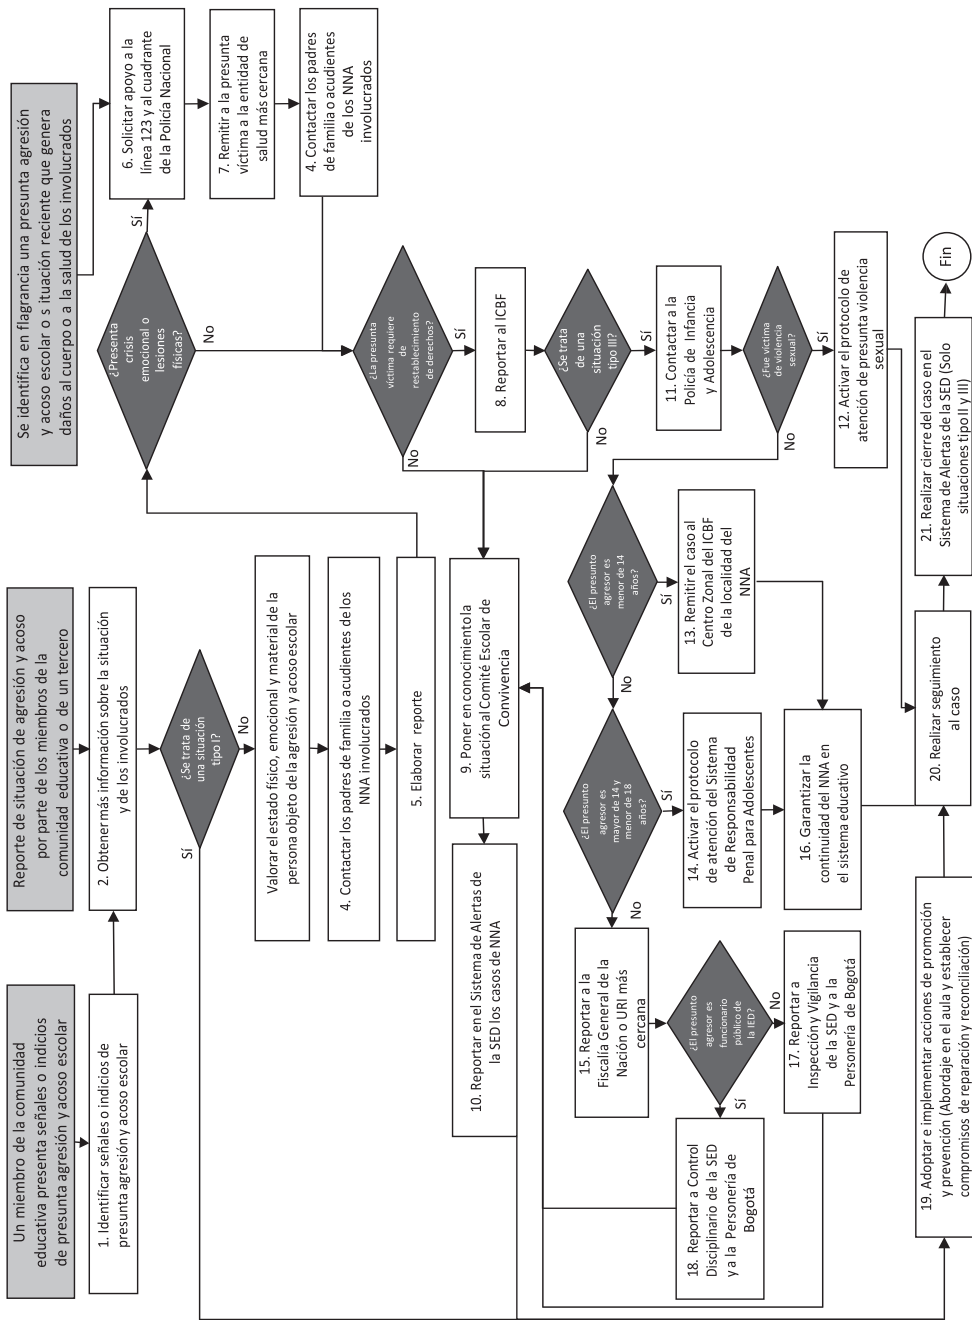 Un miembro de la comunidad
educativa presenta señales o indicios
de presunta agresión y acoso escolar
Reporte de situación de agresión y acoso
por parte de los miembros de la
comunidad educativa o de un tercero
Se identifica en flagrancia una presunta agresión
y acoso escolar o s ituación reciente que genera
daños al cuerpo o a la salud de los involucrados
1. Identificar señales o indicios de
presunta agresión y acoso escolar
2. Obtener más información sobre la situación
y de los involucrados
¿Se trata de
una situación
tipo I?
Sí
No
Valorar el estado físico, emocional y material de la
persona objeto de la agresión y acoso escolar
4. Contactar los padres de familia o acudientes de los
NNA involucrados
5. Elaborar reporte
¿Presenta
crisis
emocional o
lesiones
físicas?
Sí
No
6. Solicitar apoyo a la
línea 123 y al cuadrante
de la Policía Nacional
7. Remitir a la presunta
víctima a la entidad de
salud más cercana
4. Contactar los padres
de familia o acudientes
de los NNA
involucrados
¿La presunta
víctima requiere
de
restablecimiento
de derechos?
No
Sí
8. Reportar al ICBF
¿Se trata
de una
situación
tipo III?
No
Sí
9. Poner en conocimiento la
situación al Comité Escolar de
Convivencia
10. Reportar en el Sistema de Alertas de
la SED los casos de NNA
11. Contactar a la
Policía de Infancia
y Adolescencia
¿Fue víctima
de violencia
sexual?
No
Sí
12. Activar el protocolo de
atención de presunta violencia
sexual
¿El presunto
agresor es
menor de 14
años?
Sí
No
13. Remitir el caso al
Centro Zonal del ICBF
de la localidad del
NNA
¿El presunto
agresor es
mayor de 14 y
menor de 18
años?
Sí
No
14. Activar el protocolo
de atención del Sistema
de Responsabilidad
Penal para Adolescentes
15. Reportar a la
Fiscalía General de la
Nación o URI más
cercana
16. Garantizar la
continuidad del NNA en
el sistema educativo
¿El presunto
agresor es
funcionario
público de
la IED?
Sí
No
17. Reportar a
Inspección y Vigilancia
de la SED y a la
Personería de Bogotá
18. Reportar a Control
Disciplinario de la SED
y a la Personería de
Bogotá
19. Adoptar e implementar acciones de promoción
y prevención (Abordaje en el aula y establecer
compromisos de reparación y reconciliación)
20. Realizar seguimiento
al caso
21. Realizar cierre del caso en el
Sistema de Alertas de la SED (Solo
situaciones tipo II y III)
Fin